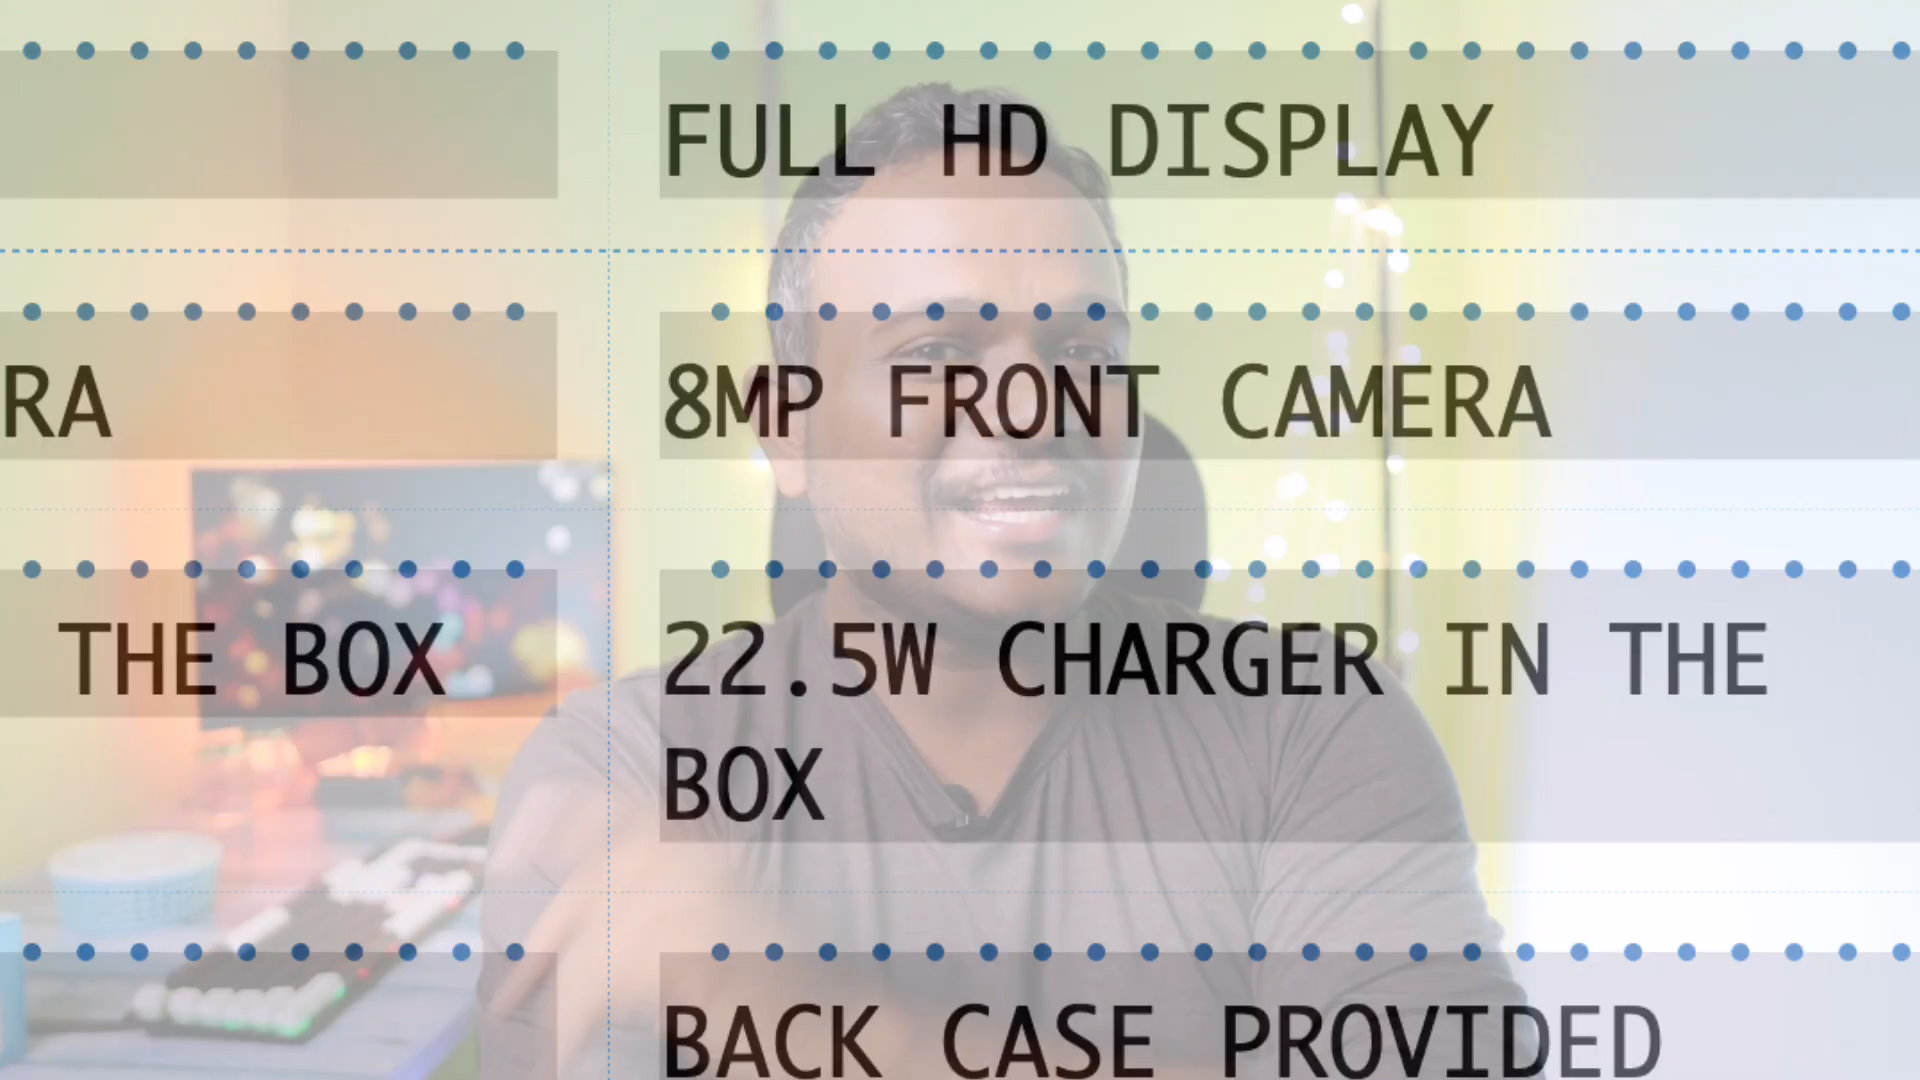 FULL HD DISPLAY
RA
8MP FRONT CAMERA
THE BOX
22.5W CHARGER IN THE
BOX
BACK CASE PROVIDED